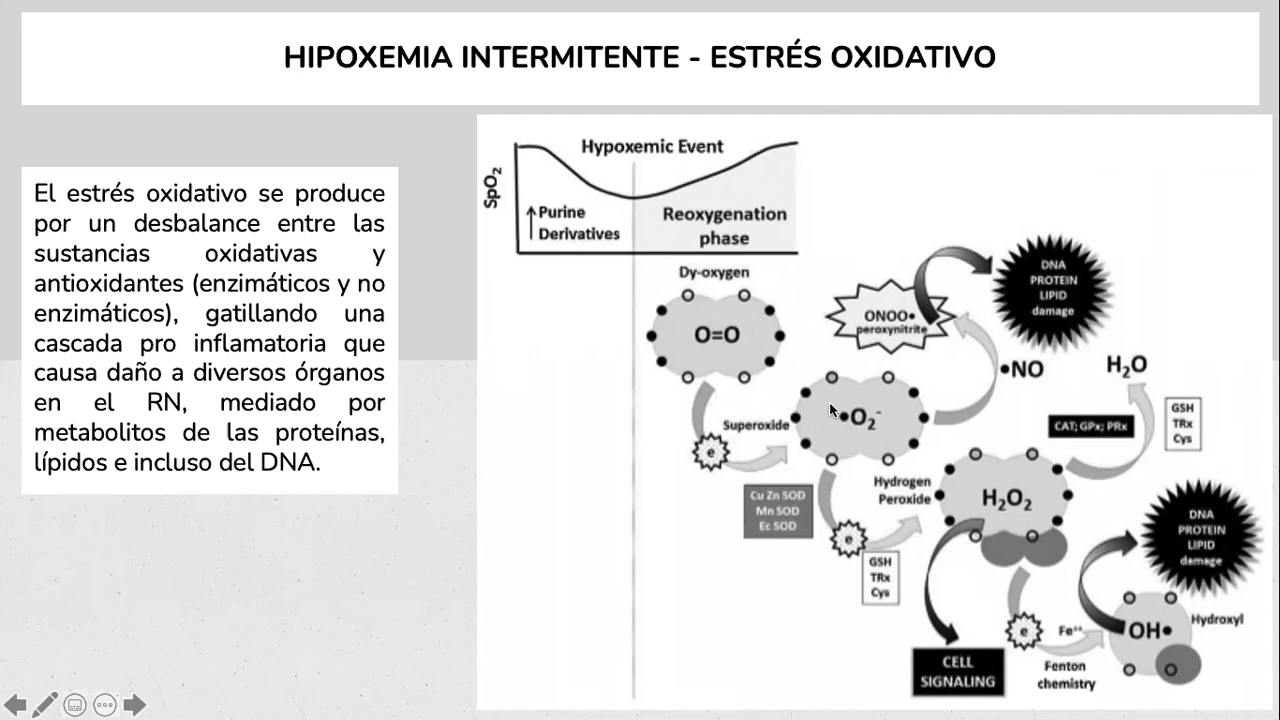 HIPOXEMIA INTERMITENTE - ESTRÉS OXIDATIVO
El estrés oxidativo se produce
por un desbalance entre las
sustancias oxidativas y
antioxidantes (enzimáticos y no
enzimáticos), gatillando una
cascada pro inflamatoria que
causa daño a diversos órganos
en el RN, mediado por
metabolitos de las proteínas,
lípidos e incluso del DNA.
Hypoxemic Event
SpO₂
↑ Purine
Derivatives
Reoxygenation
phase
Dy-oxygen
O=O
e
Superoxide
•O₂⁻
ONOO•
peroxynitrite
DNA
PROTEIN
LIPID
damage
•NO
H₂O
CAT; GPx; PRx
GSH
TRx
Cys
Cu Zn SOD
Mn SOD
Ec SOD
e
GSH
TRx
Cys
Hydrogen
Peroxide
H₂O₂
CELL
SIGNALING
e
Fe⁺⁺
Fenton
chemistry
OH•
Hydroxyl
DNA
PROTEIN
LIPID
damage